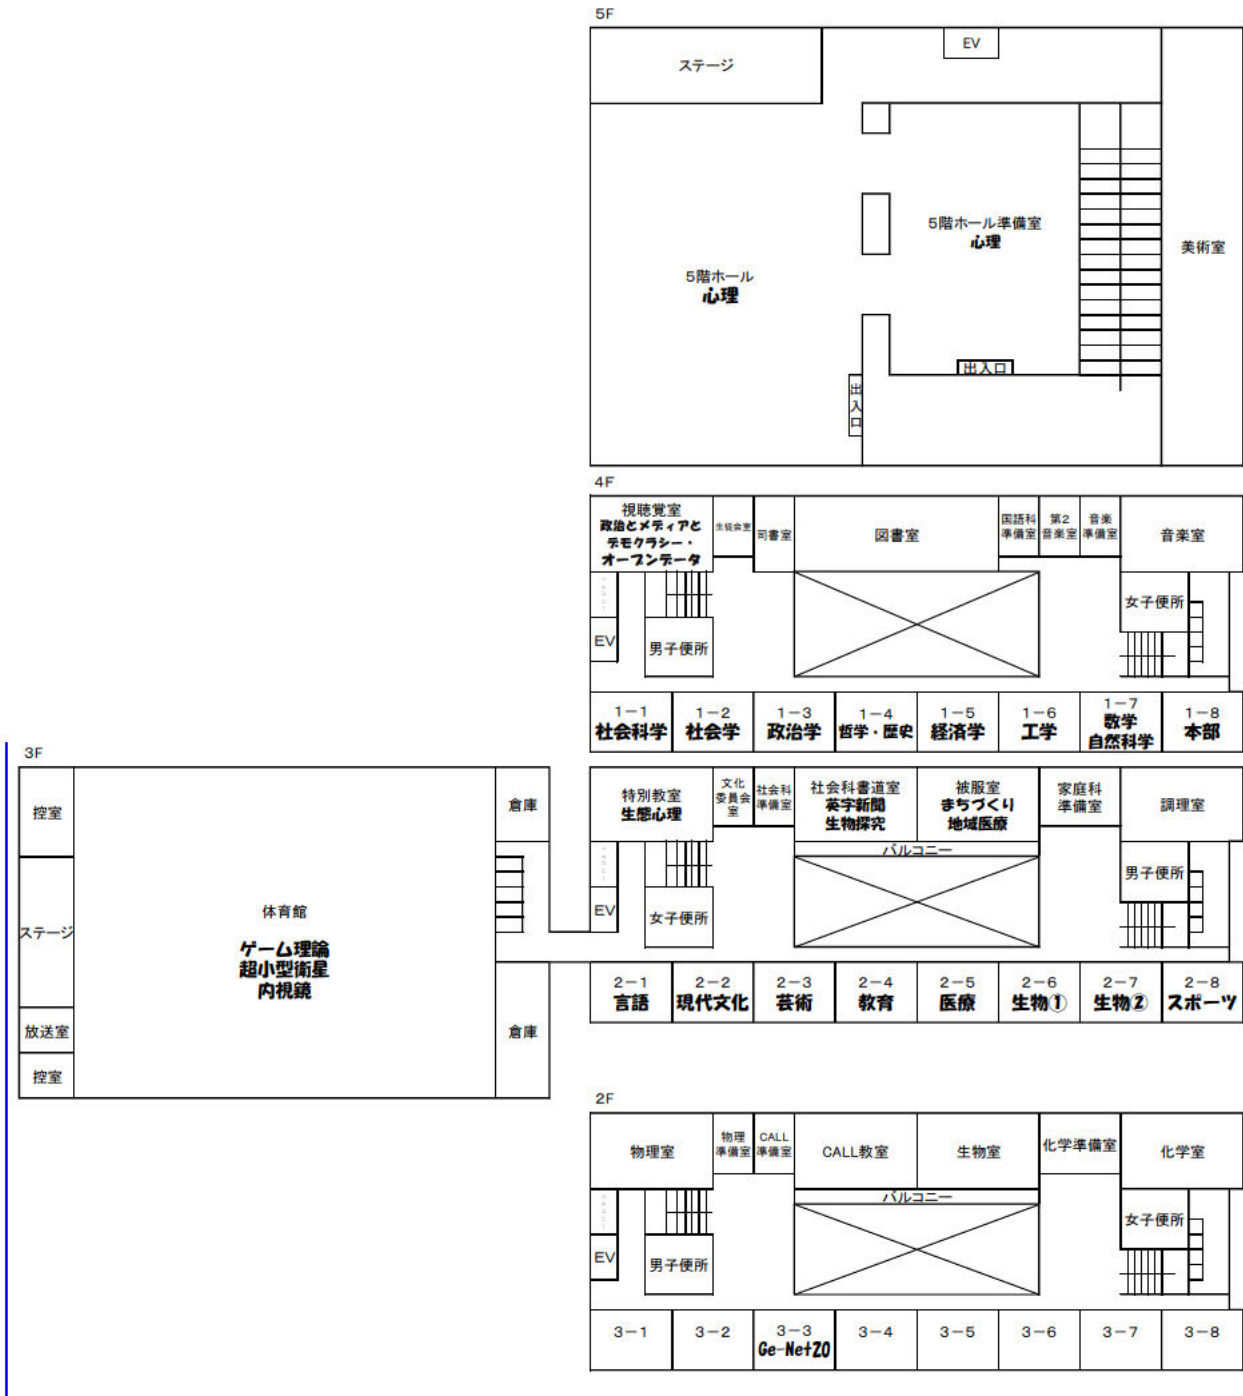 5F
ステージ
EV
5階ホール準備室
心理
美術室
5階ホール
心理
出入口
出入口
4F
視聴覚室
政治とメディアと
デモクラシー・
オープンデータ
生徒会室
司書室
図書室
国語科
準備室
第2
音楽室
音楽
準備室
音楽室
バルコニー
EV
男子便所
女子便所
1-1
社会科学
1-2
社会学
1-3
政治学
1-4
哲学・歴史
1-5
経済学
1-6
工学
1-7
数学
自然科学
1-8
本部
3F
控室
ステージ
放送室
控室
体育館
ゲーム理論
超小型衛星
内視鏡
倉庫
倉庫
特別教室
生態心理
文化
委員会
室
社会科
準備室
社会科書道室
英字新聞
生物探究
被服室
まちづくり
地域医療
家庭科
準備室
調理室
バルコニー
バルコニー
EV
女子便所
男子便所
2-1
言語
2-2
現代文化
2-3
芸術
2-4
教育
2-5
医療
2-6
生物①
2-7
生物②
2-8
スポーツ
2F
物理室
物理
準備室
CALL
準備室
CALL教室
生物室
化学準備室
化学室
バルコニー
バルコニー
EV
男子便所
女子便所
3-1
3-2
3-3
Ge-Net20
3-4
3-5
3-6
3-7
3-8